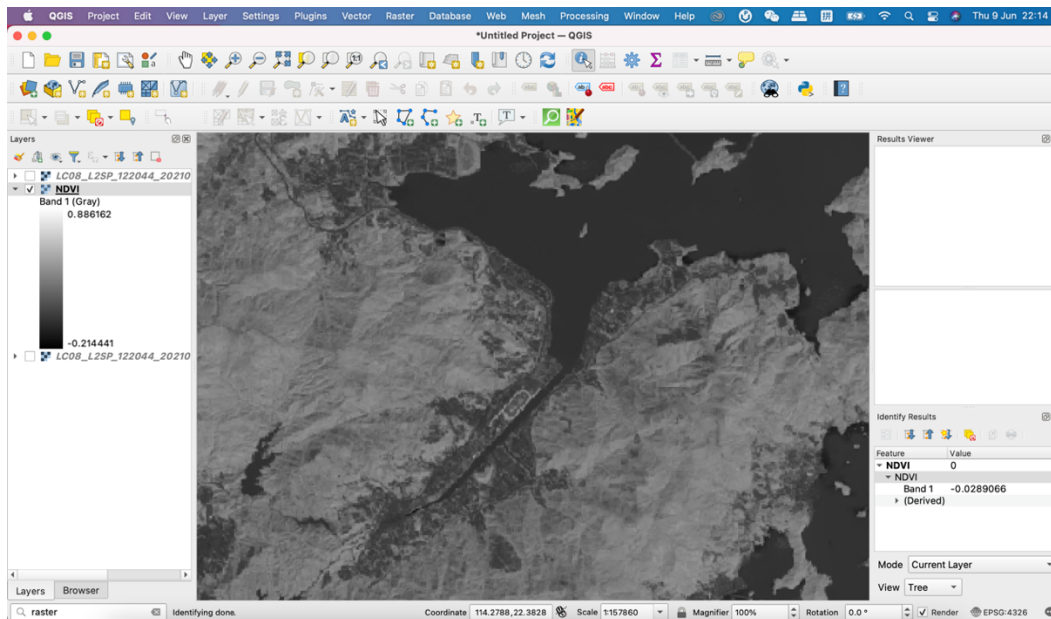 QGIS Project Edit View Layer Settings Plugins Vector Raster Database Web Mesh Processing Window Help 拼 Thu 9 Jun 22:14
*Untitled Project — QGIS
Layers
LC08_L2SP_122044_20210
NDVI
Band 1 (Gray)
0.886162
-0.214441
LC08_L2SP_122044_20210
Layers Browser
Results Viewer
Identify Results
Feature Value
NDVI 0
NDVI
Band 1 -0.0289066
(Derived)
Mode Current Layer
View Tree
raster Identifying done. Coordinate 114.2788,22.3828 Scale 1:157860 Magnifier 100% Rotation 0.0 ° Render EPSG:4326